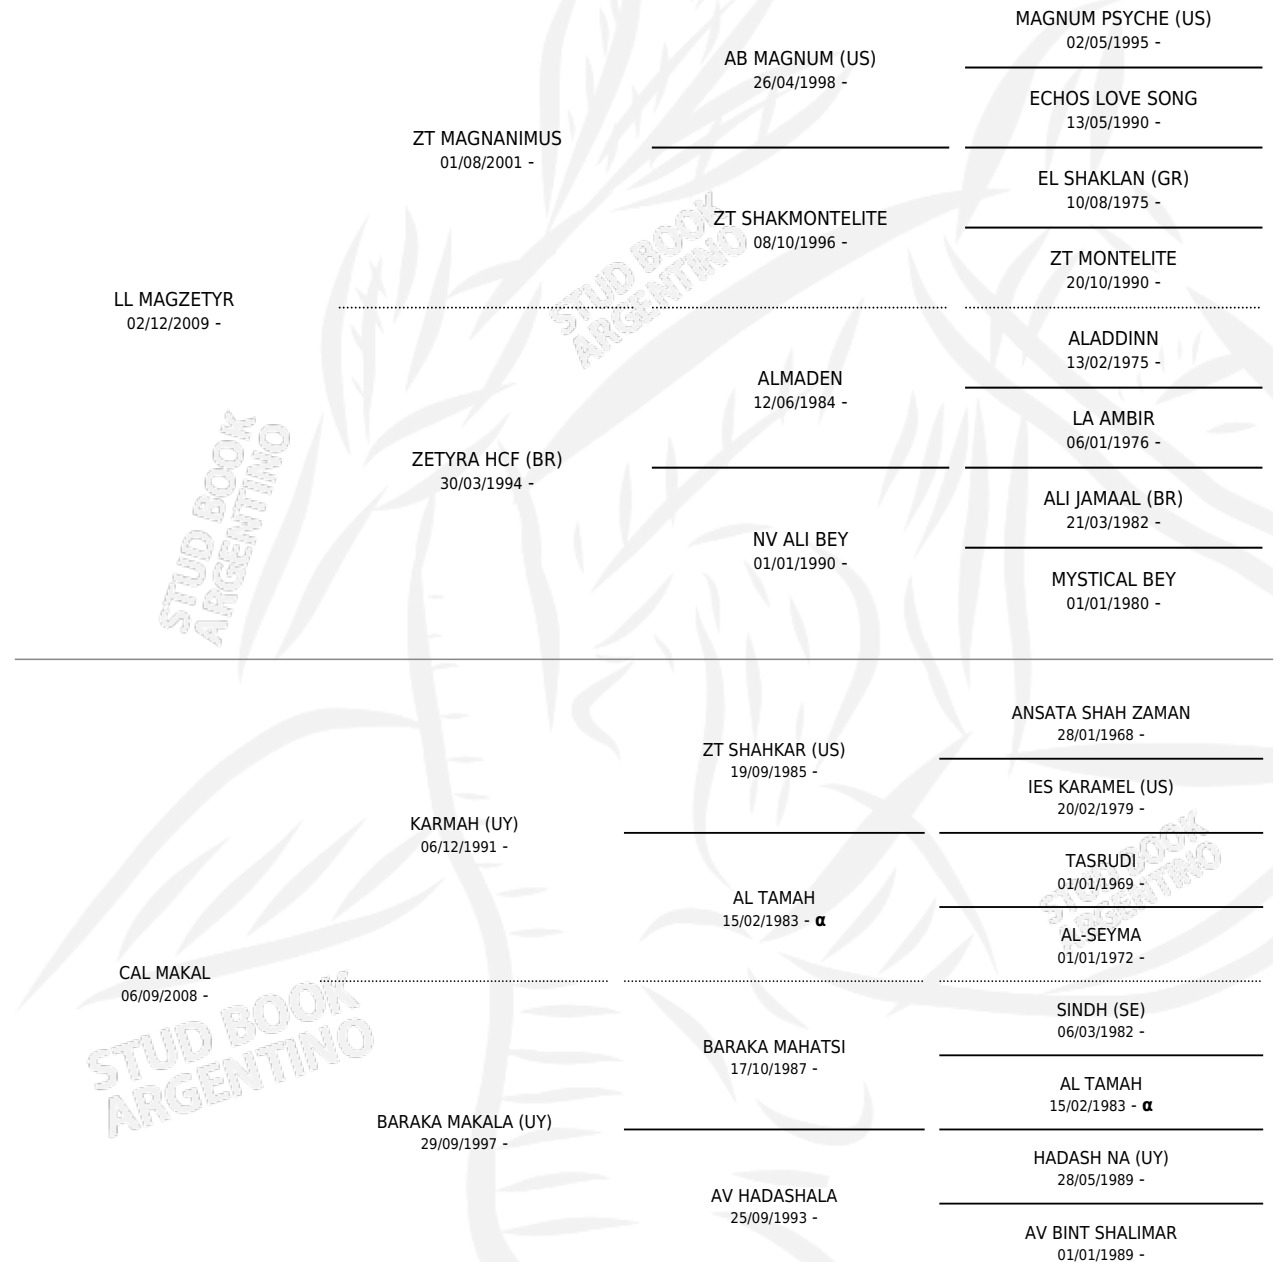 MAGNUM PSYCHE (US)
02/05/1995 -
AB MAGNUM (US)
26/04/1998 -
ECHOS LOVE SONG
13/05/1990 -
ZT MAGNANIMUS
01/08/2001 -
EL SHAKLAN (GR)
10/08/1975 -
ZT SHAKMONTELITE
08/10/1996 -
ZT MONTELITE
20/10/1990 -
LL MAGZETYR
02/12/2009 -
ALADDINN
13/02/1975 -
ALMADEN
12/06/1984 -
LA AMBIR
06/01/1976 -
ZETYRA HCF (BR)
30/03/1994 -
ALI JAMAAL (BR)
21/03/1982 -
NV ALI BEY
01/01/1990 -
MYSTICAL BEY
01/01/1980 -
STUD BOOK
ARGENTINO
STUD BOOK
ARGENTINO
ANSATA SHAH ZAMAN
28/01/1968 -
ZT SHAHKAR (US)
19/09/1985 -
IES KARAMEL (US)
20/02/1979 -
KARMAH (UY)
06/12/1991 -
TASRUDI
01/01/1969 -
AL TAMAH
15/02/1983 - α
AL-SEYMA
01/01/1972 -
CAL MAKAL
06/09/2008 -
SINDH (SE)
06/03/1982 -
BARAKA MAHATSI
17/10/1987 -
AL TAMAH
15/02/1983 - α
BARAKA MAKALA (UY)
29/09/1997 -
HADASH NA (UY)
28/05/1989 -
AV HADASHALA
25/09/1993 -
AV BINT SHALIMAR
01/01/1989 -
STUD BOOK
ARGENTINO
STUD BOOK
ARGENTINO